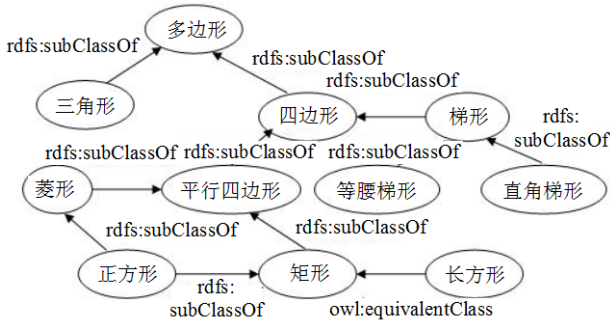 多边形
rdfs:subClassOf
rdfs:subClassOf
rdfs:subClassOf
三角形
四边形
梯形
rdfs:
subClassOf
rdfs:subClassOf
rdfs:subClassOf
rdfs:subClassOf
菱形
平行四边形
等腰梯形
直角梯形
rdfs:subClassOf
rdfs:subClassOf
正方形
矩形
长方形
rdfs:
subClassOf
owl:equivalentClass